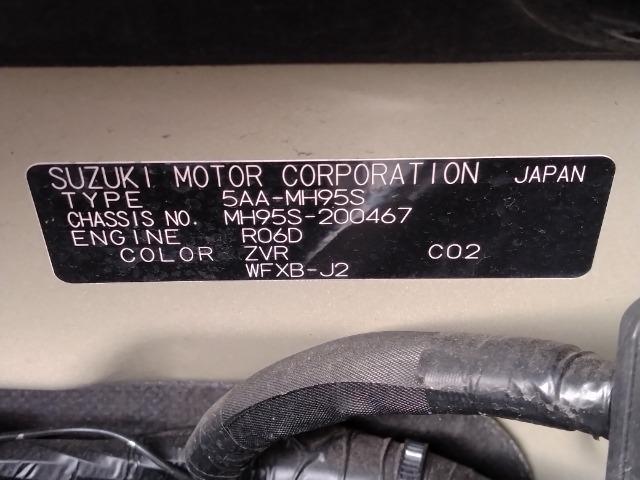 SUZUKI MOTOR CORPORATION JAPAN
TYPE 5AA-MH95S
CHASSIS NO. MH95S-200467
ENGINE R06D
COLOR ZVR C02
WFXB-J2